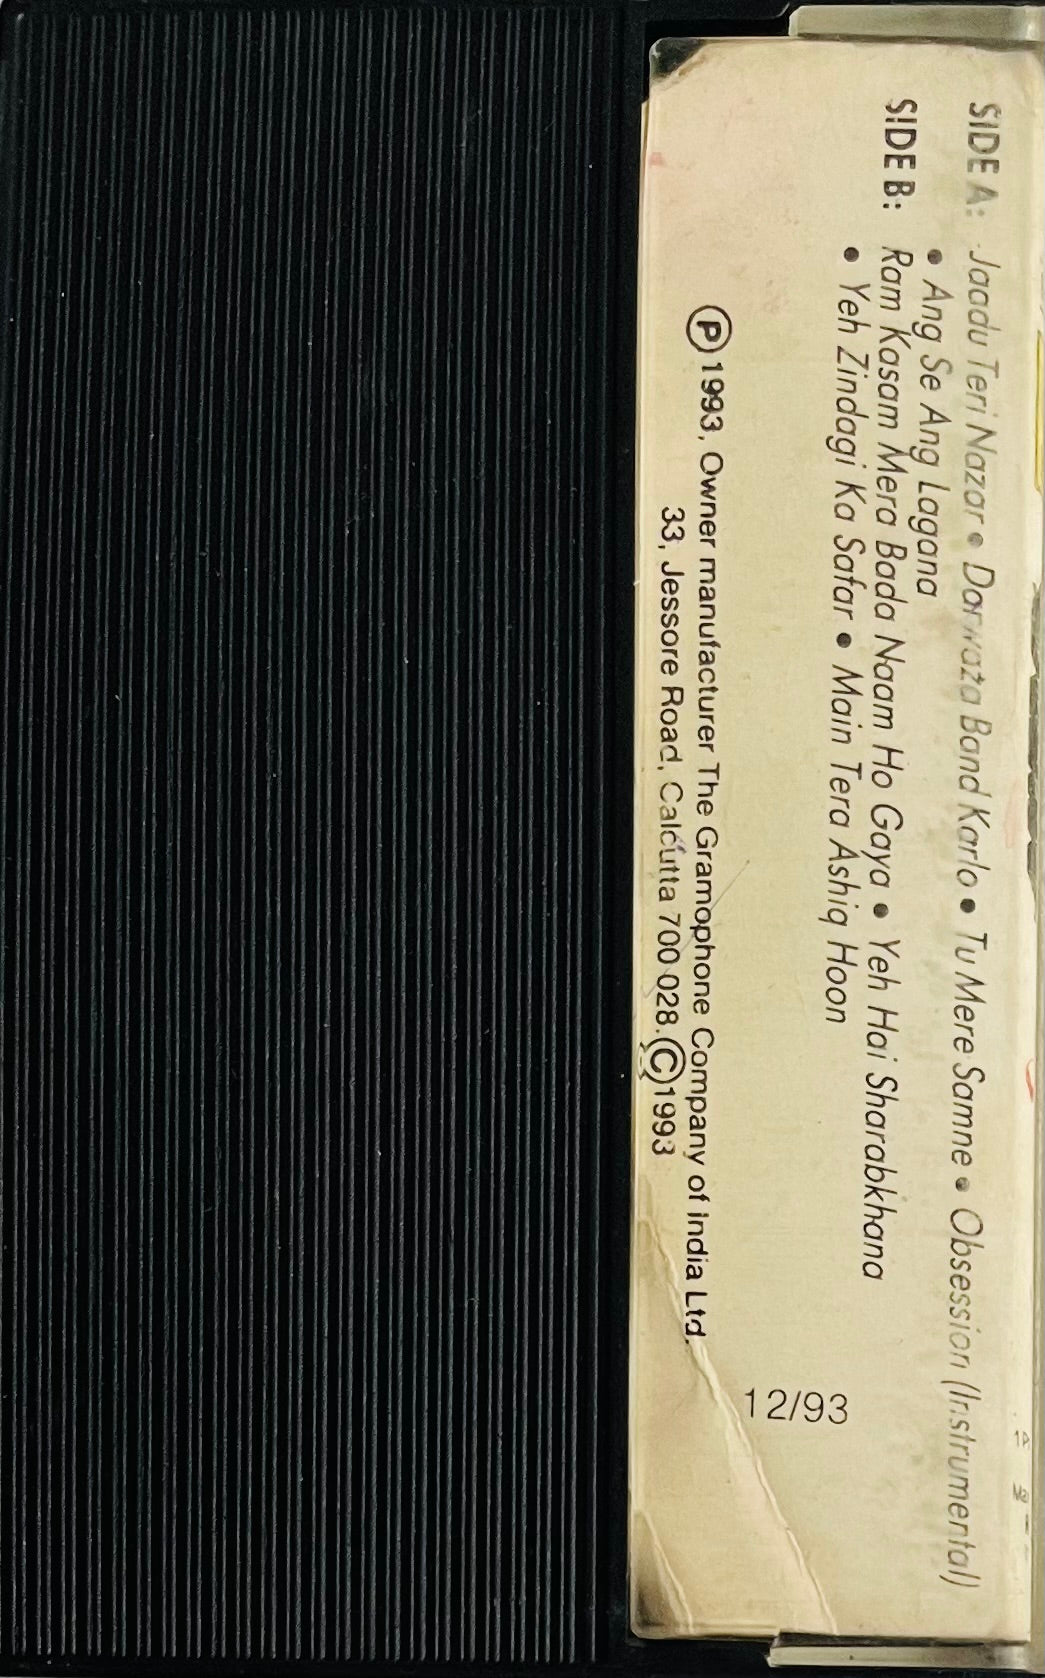 SIDE A: Jaadu Teri Nazar • Darwaza Band Karlo • Tu Mere Samne • Obsession (Instrumental)
• Ang Se Ang Lagana
SIDE B: Ram Kasam Mera Bada Naam Ho Gaya • Yeh Hai Sharabkhana
• Yeh Zindagi Ka Safar • Main Tera Ashiq Hoon
12/93
Ⓟ 1993, Owner manufacturer The Gramophone Company of India Ltd.
33, Jessore Road, Calcutta 700 028. © 1993